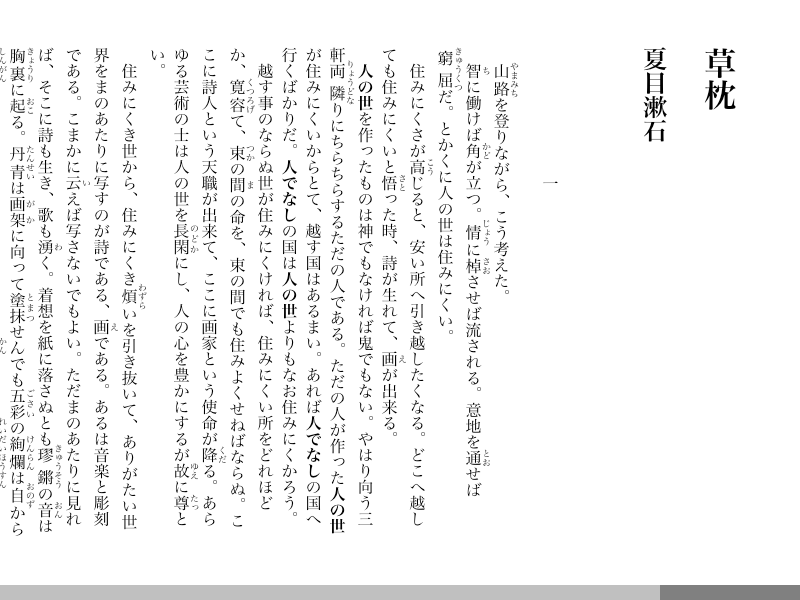 草枕
夏目漱石
一
山路を登りながら、こう考えた。
智に働けば角が立つ。情に棹させば流される。意地を通せば
窮屈だ。とかくに人の世は住みにくい。
住みにくさが高じると、安い所へ引き越したくなる。どこへ越し
ても住みにくいと悟った時、詩が生れて、画が出来る。
人の世を作ったものは神でもなければ鬼でもない。やはり向う三
軒両隣りにちらちらするただの人である。ただの人が作った人の世
が住みにくいからとて、越す国はあるまい。あれば人でなしの国へ
行くばかりだ。人でなしの国は人の世よりもなお住みにくかろう。
越す事のならぬ世が住みにくければ、住みにくい所をどれほど
か、寛容て、束の間の命を、束の間でも住みよくせねばならぬ。こ
こに詩人という天職が出来て、ここに画家という使命が降る。あら
ゆる芸術の士は人の世を長閑にし、人の心を豊かにするが故に尊と
い。
住みにくき世から、住みにくき煩いを引き抜いて、ありがたい世
界をまのあたりに写すのが詩である、画である。あるは音楽と彫刻
である。こまかに云えば写さないでもよい。ただまのあたりに見れ
ば、そこに詩も生き、歌も湧く。着想を紙に落さぬとも璆鏘の音は
胸裏に起る。丹青は画架に向って塗抹せんでも五彩の絢爛は自から